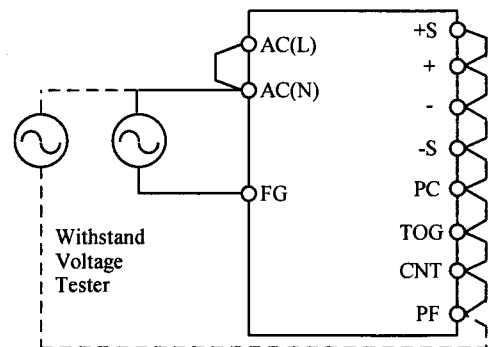 AC(L)
AC(N)
FG
+S
+
-
-S
PC
TOG
CNT
PF
Withstand
Voltage
Tester